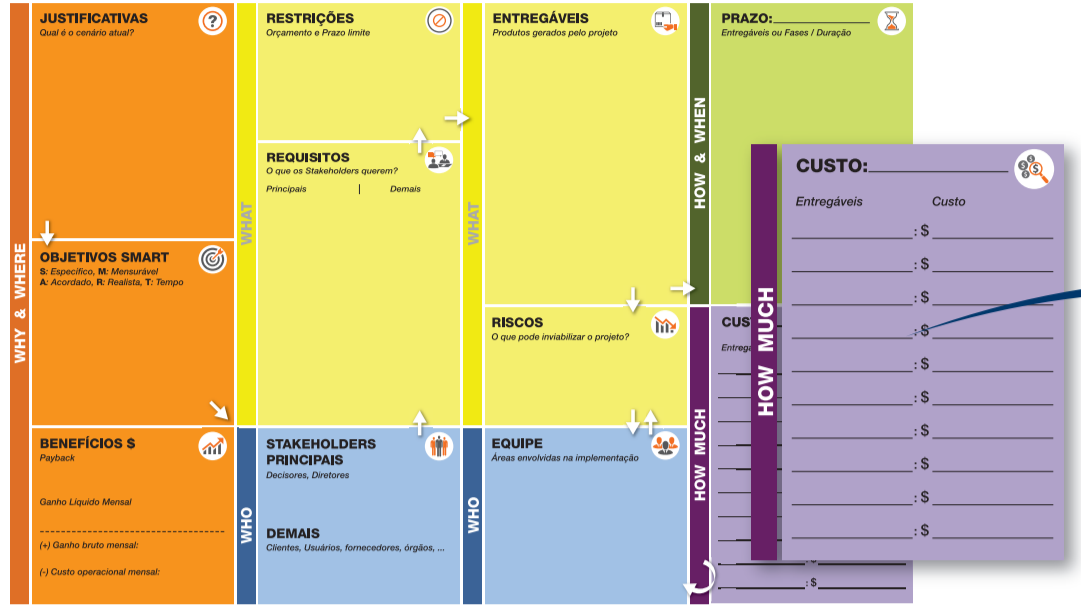 WHY & WHERE
JUSTIFICATIVAS
Qual é o cenário atual?
?
OBJETIVOS SMART
S: Específico, M: Mensurável
A: Acordado, R: Realista, T: Tempo
BENEFÍCIOS $
Payback
Ganho Líquido Mensal
(+) Ganho bruto mensal:
(-) Custo operacional mensal:
WHAT
RESTRIÇÕES
Orçamento e Prazo limite
REQUISITOS
O que os Stakeholders querem?
Principais | Demais
WHO
STAKEHOLDERS
PRINCIPAIS
Decisores, Diretores
DEMAIS
Clientes, Usuários, fornecedores, órgãos, ...
WHAT
ENTREGÁVEIS
Produtos gerados pelo projeto
RISCOS
O que pode inviabilizar o projeto?
WHO
EQUIPE
Áreas envolvidas na implementação
HOW & WHEN
PRAZO:____________
Entregáveis ou Fases / Duração
HOW MUCH
CUS
Entrega
: $
: $
HOW MUCH
CUSTO:____________
Entregáveis Custo
: $
: $
: $
: $
: $
: $
: $
: $
: $
: $